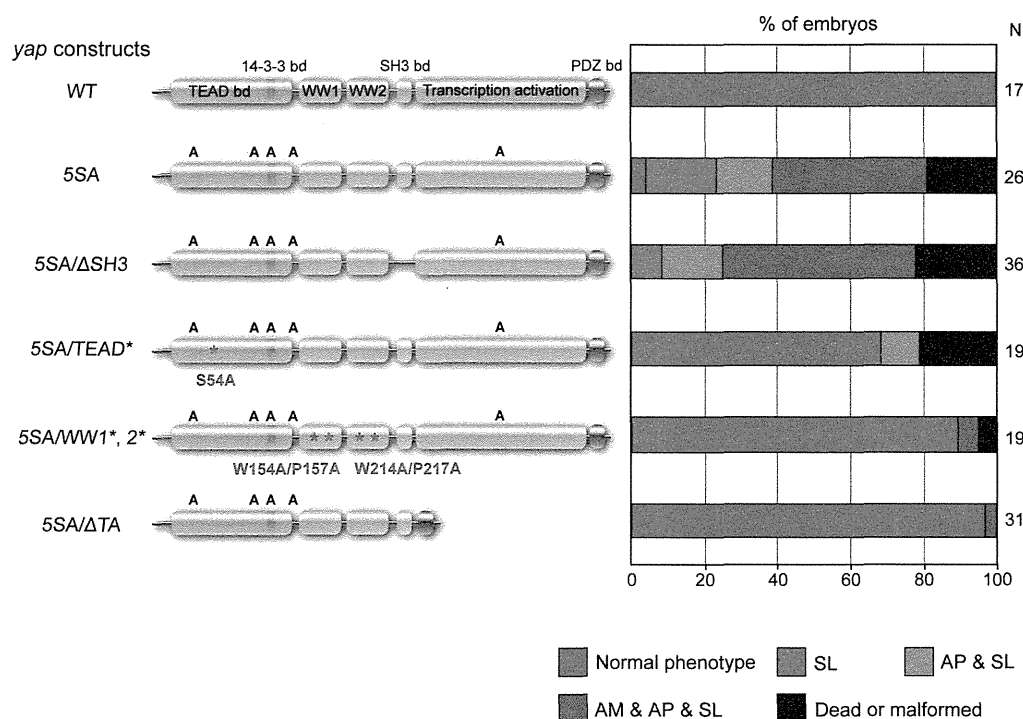 % of embryos
N
yap constructs
14-3-3 bd
SH3 bd
PDZ bd
WT
TEAD bd
WW1
WW2
Transcription activation
17
A A A A A
5SA
26
A A A A A
5SA/ΔSH3
36
A A A A A
5SA/TEAD*
*
19
S54A
A A A A A
5SA/WW1*, 2*
* * * *
19
W154A/P157A W214A/P217A
A A A A
5SA/ΔTA
31
0 20 40 60 80 100
Normal phenotype SL AP & SL
AM & AP & SL Dead or malformed